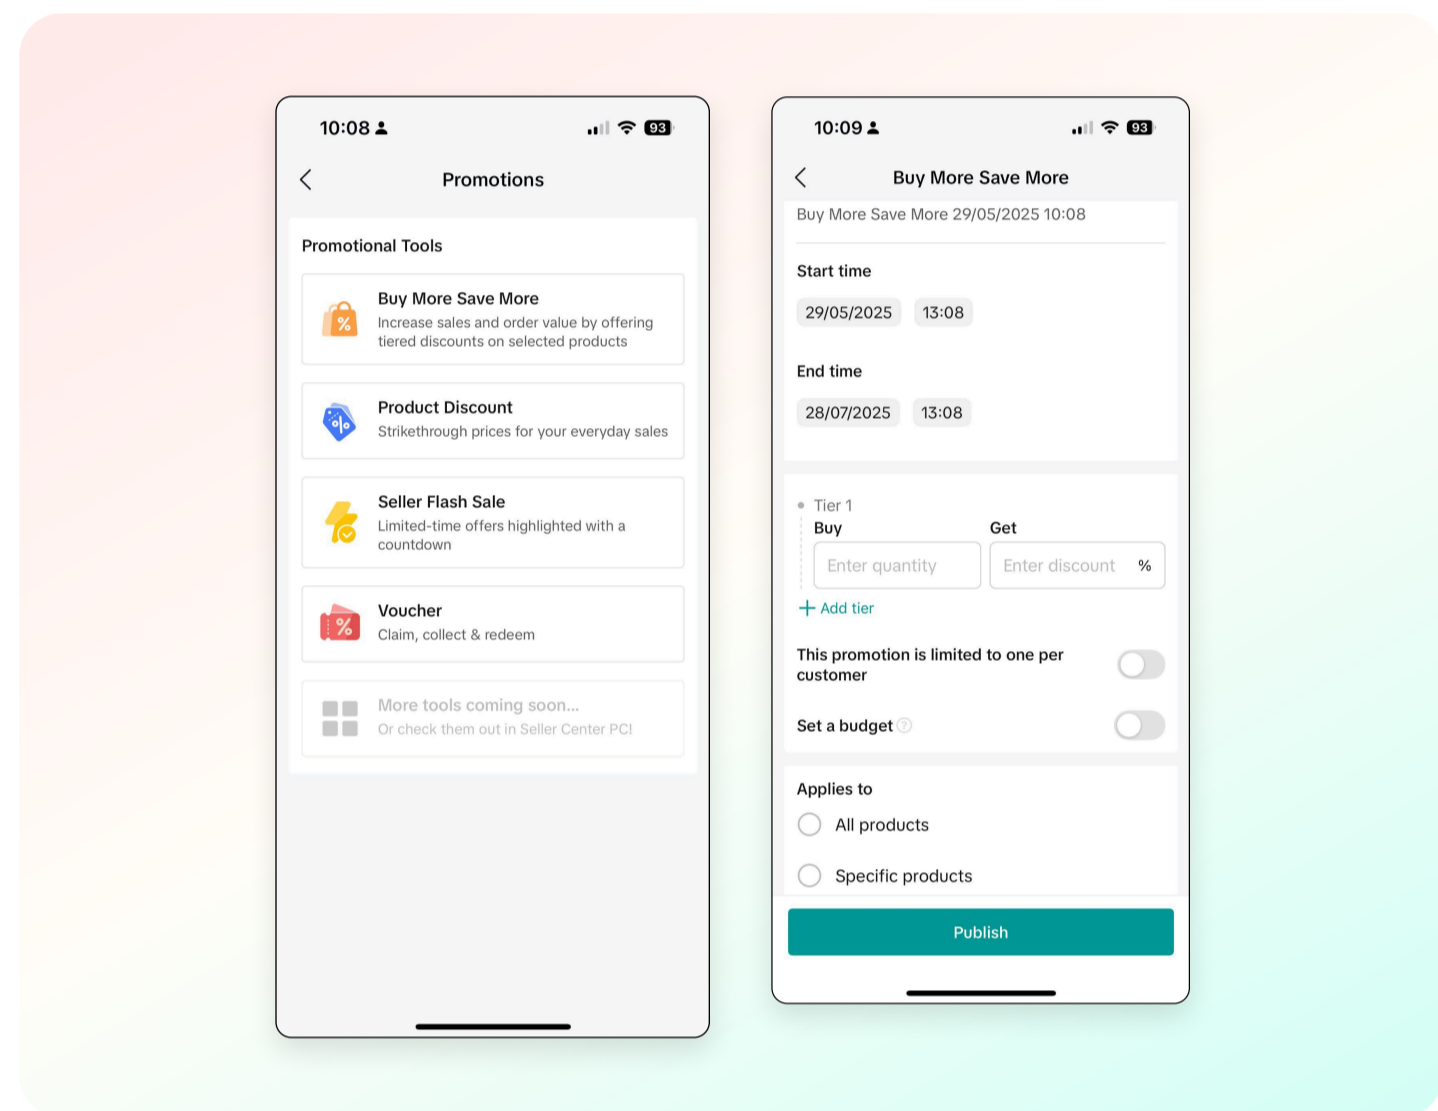 10:08
93
Promotions
Promotional Tools
Buy More Save More
Increase sales and order value by offering
tiered discounts on selected products
Product Discount
Strikethrough prices for your everyday sales
Seller Flash Sale
Limited-time offers highlighted with a
countdown
Voucher
Claim, collect & redeem
More tools coming soon...
Or check them out in Seller Center PC!
10:09
93
Buy More Save More
Buy More Save More 29/05/2025 10:08
Start time
29/05/2025 13:08
End time
28/07/2025 13:08
Tier 1
Buy Get
Enter quantity Enter discount %
+ Add tier
This promotion is limited to one per
customer
Set a budget ?
Applies to
All products
Specific products
Publish